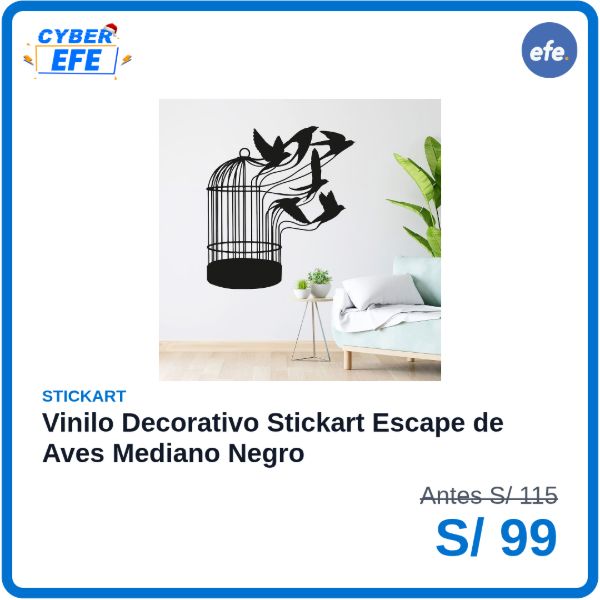 CYBER
EFE
efe.
STICKART
Vinilo Decorativo Stickart Escape de
Aves Mediano Negro
Antes S/ 115
S/ 99